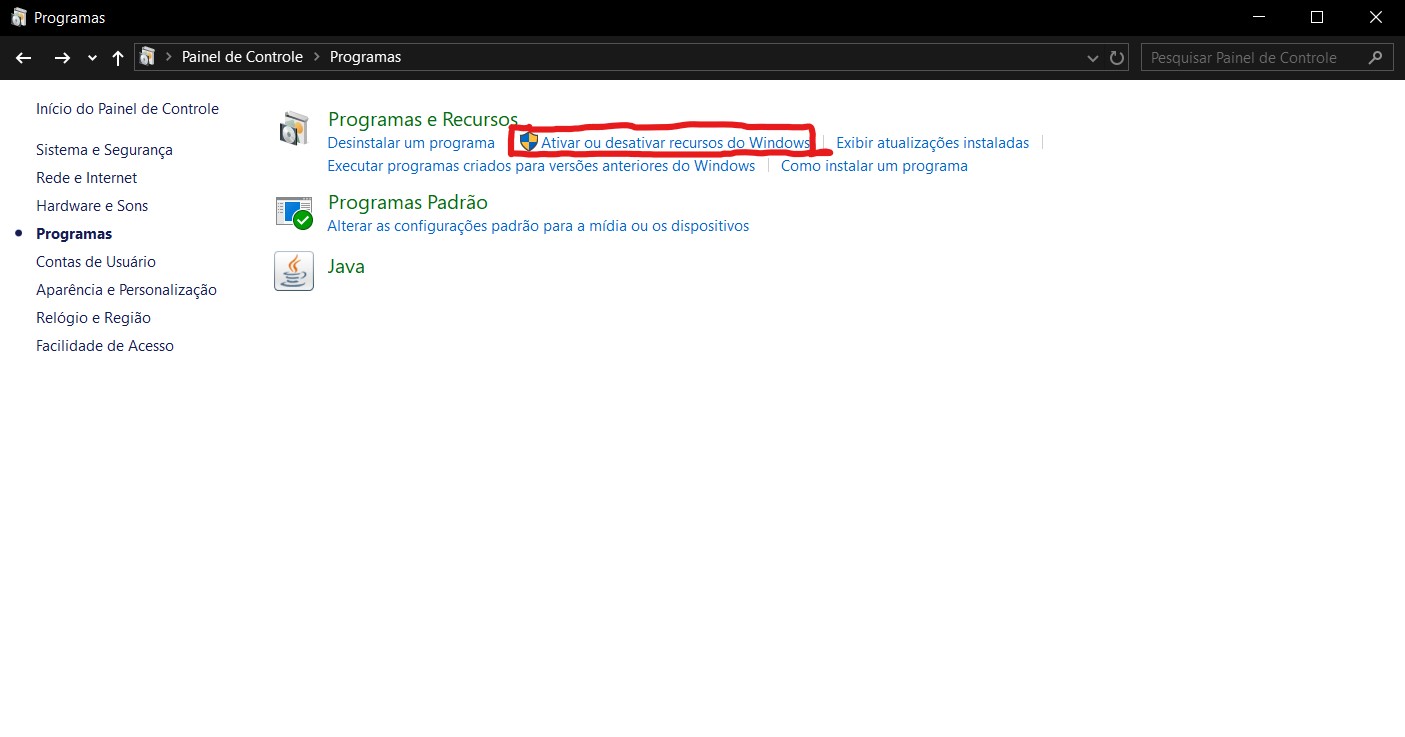 Programas
Painel de Controle > Programas
Pesquisar Painel de Controle
Início do Painel de Controle
Sistema e Segurança
Rede e Internet
Hardware e Sons
Programas
Contas de Usuário
Aparência e Personalização
Relógio e Região
Facilidade de Acesso
Programas e Recursos
Desinstalar um programa Ativar ou desativar recursos do Windows Exibir atualizações instaladas
Executar programas criados para versões anteriores do Windows Como instalar um programa
Programas Padrão
Alterar as configurações padrão para a mídia ou os dispositivos
Java